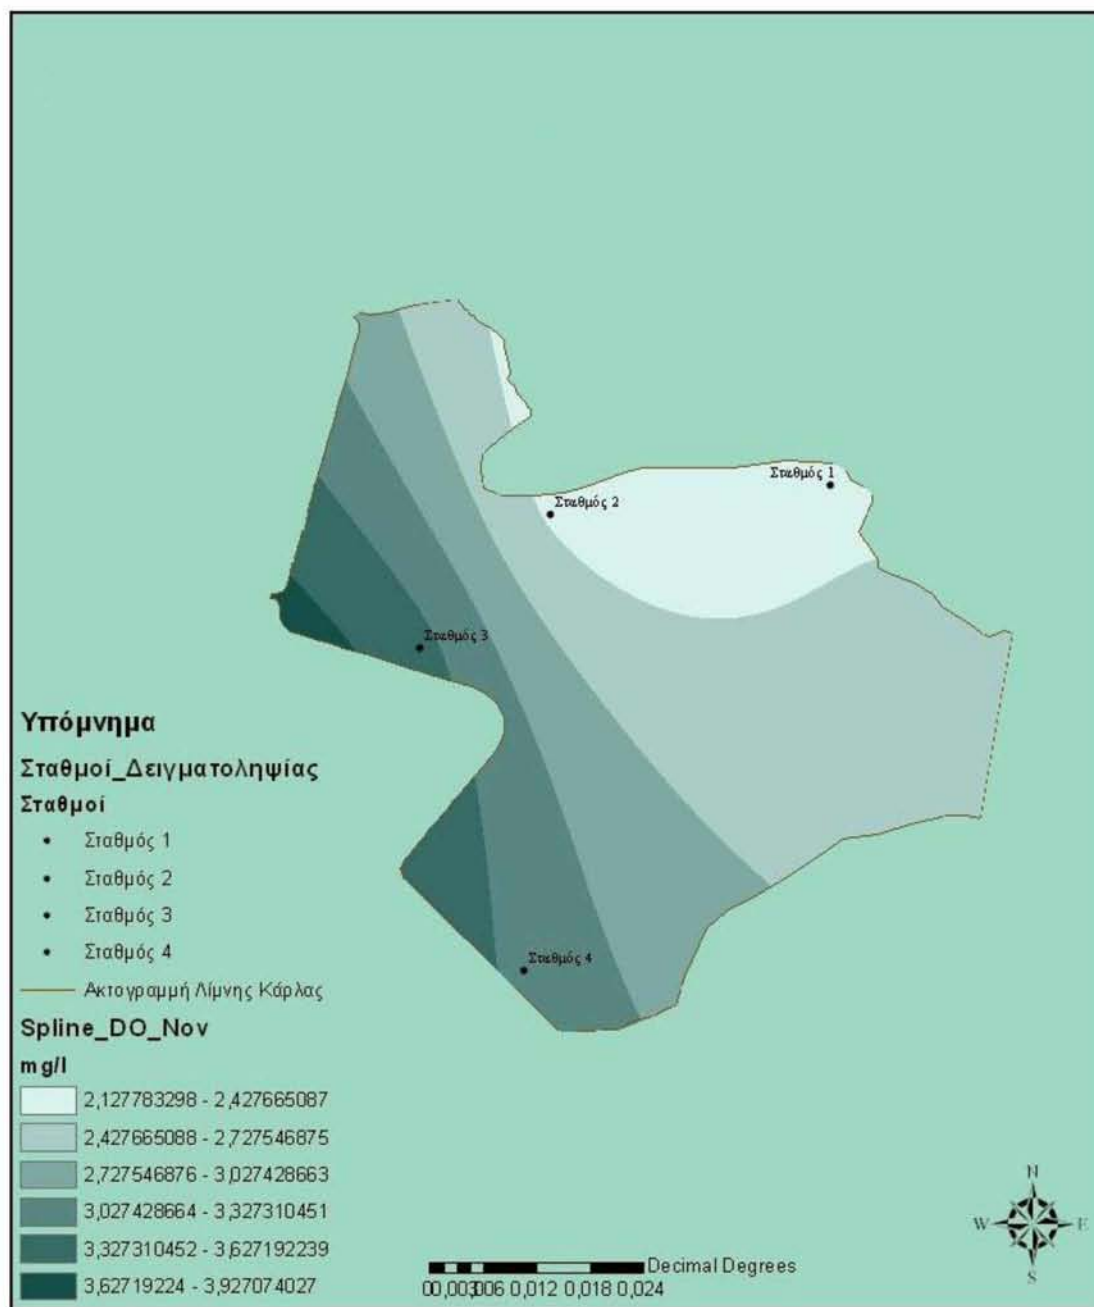 Σταθμός 1
Σταθμός 2
Σταθμός 3
Σταθμός 4
Υπόμνημα
Σταθμοί_Δειγματοληψίας
Σταθμοί
Σταθμός 1
Σταθμός 2
Σταθμός 3
Σταθμός 4
Ακτογραμμή Λίμνης Κάρλας
Spline_DO_Nov
mg/l
2,127783298 - 2,427665087
2,427665088 - 2,727546875
2,727546876 - 3,027428663
3,027428664 - 3,327310451
3,327310452 - 3,627192239
3,62719224 - 3,927074027
N
W E
S
Decimal Degrees
0 0,003 0,006 0,012 0,018 0,024